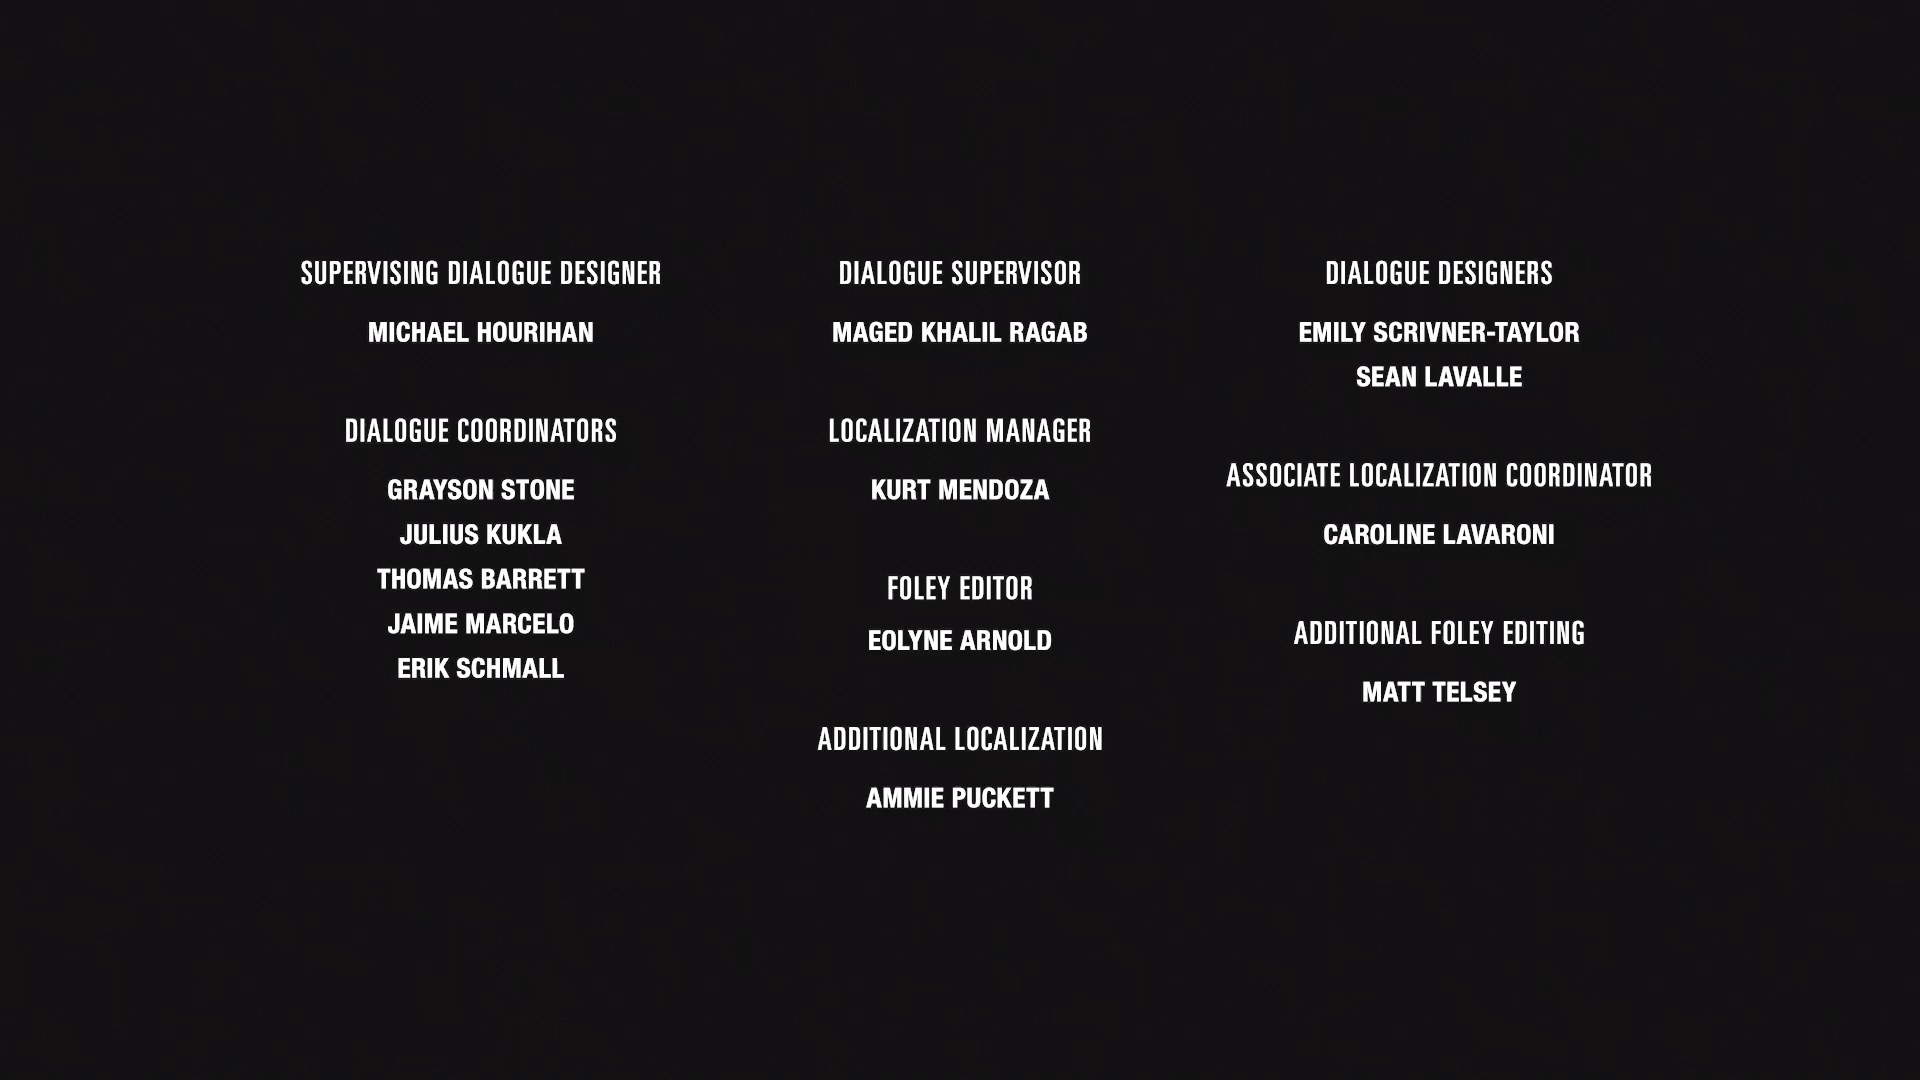 SUPERVISING DIALOGUE DESIGNER
MICHAEL HOURIHAN
DIALOGUE COORDINATORS
GRAYSON STONE
JULIUS KUKLA
THOMAS BARRETT
JAIME MARCELO
ERIK SCHMALL
DIALOGUE SUPERVISOR
MAGED KHALIL RAGAB
LOCALIZATION MANAGER
KURT MENDOZA
FOLEY EDITOR
EOLYNE ARNOLD
ADDITIONAL LOCALIZATION
AMMIE PUCKETT
DIALOGUE DESIGNERS
EMILY SCRIVNER-TAYLOR
SEAN LAVALLE
ASSOCIATE LOCALIZATION COORDINATOR
CAROLINE LAVARONI
ADDITIONAL FOLEY EDITING
MATT TELSEY